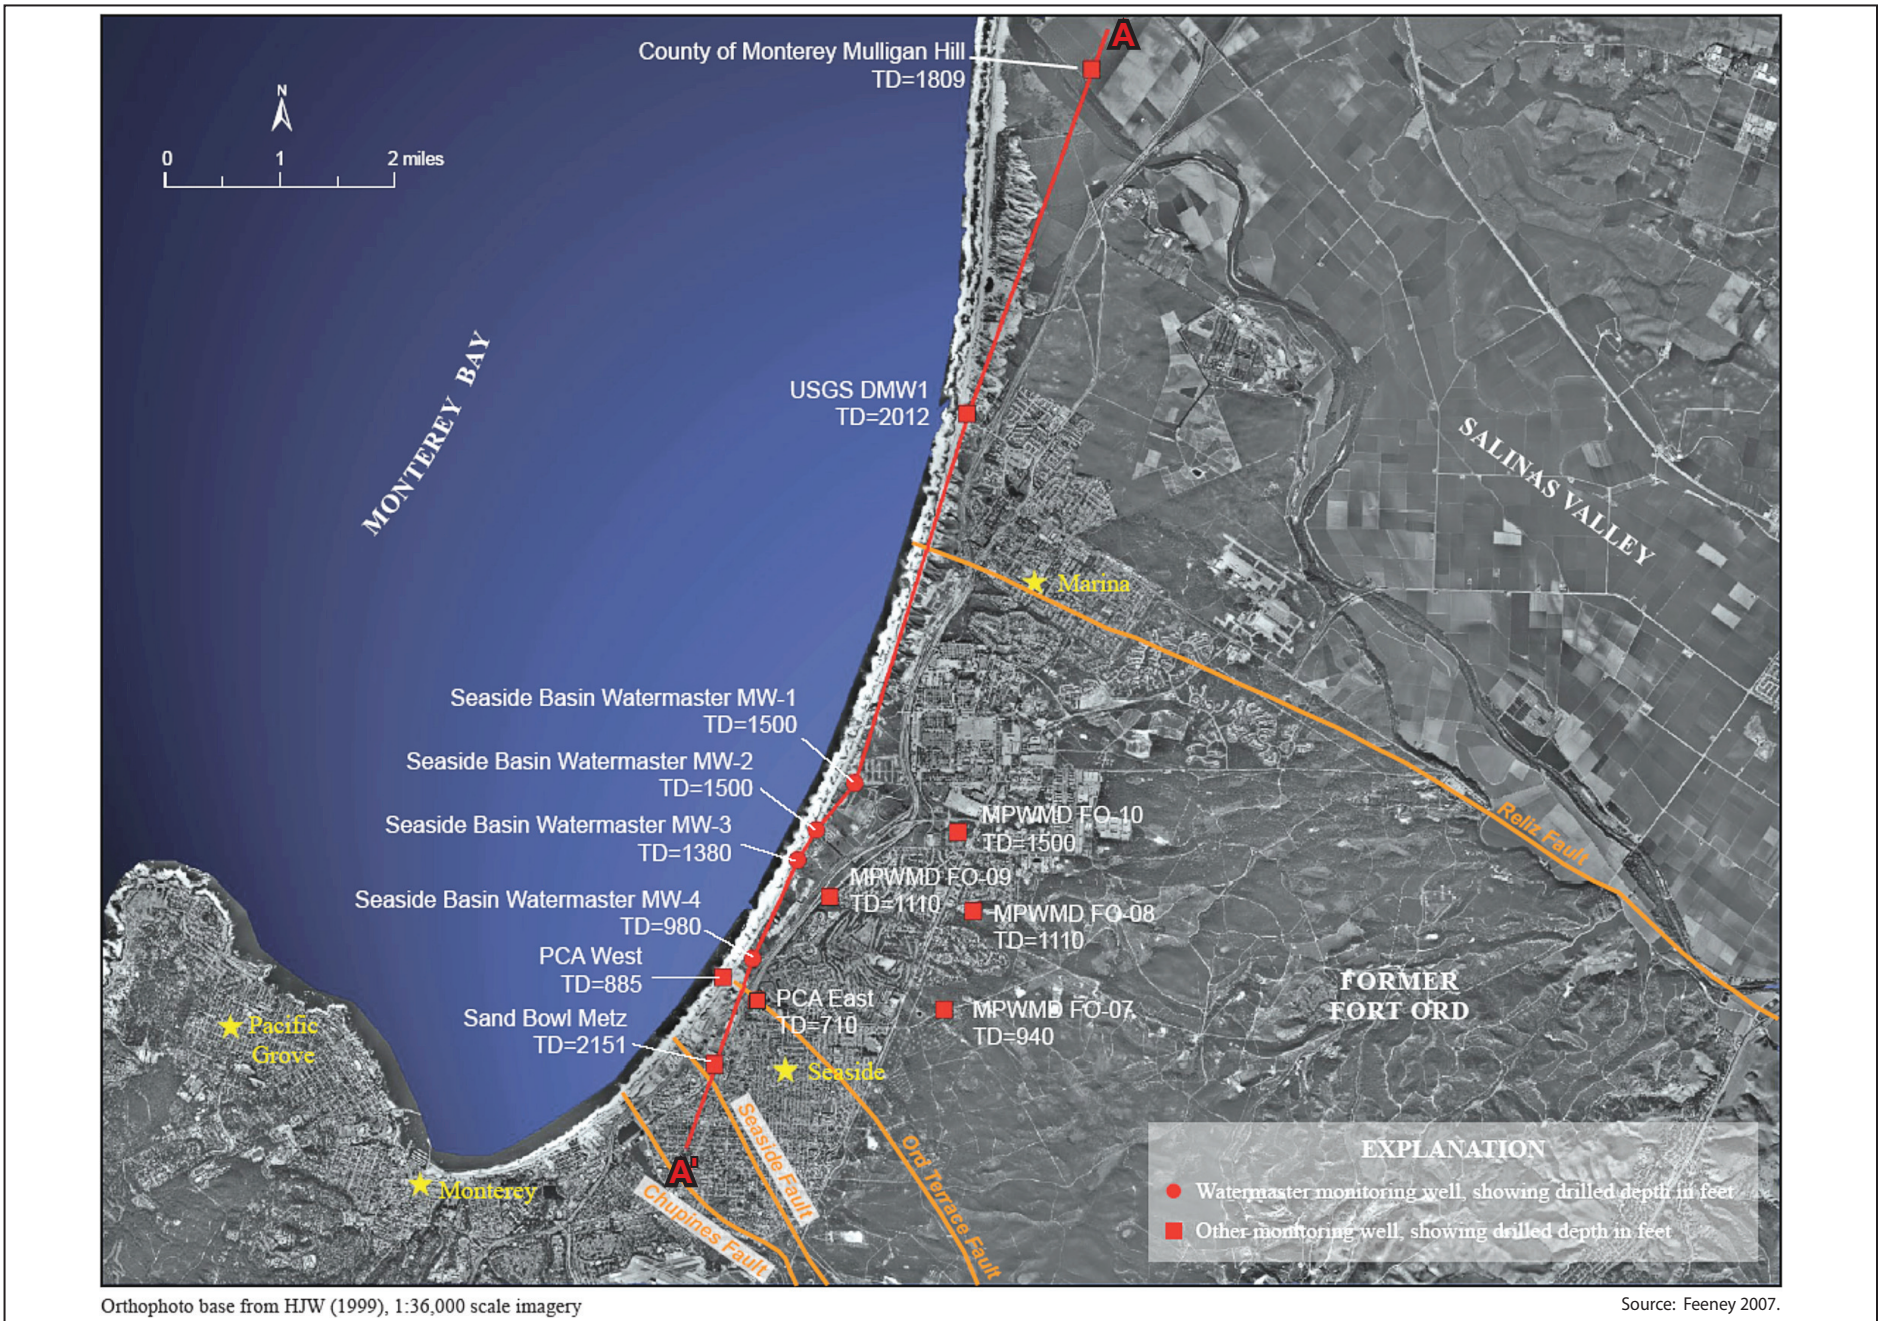 A
County of Monterey Mulligan Hill
TD=1809
N
0 1 2 miles
MONTEREY BAY
USGS DMW1
TD=2012
SALINAS VALLEY
Marina
Seaside Basin Watermaster MW-1
TD=1500
Seaside Basin Watermaster MW-2
TD=1500
Seaside Basin Watermaster MW-3
TD=1380
MPWMD FO-10
TD=1500
Reliz Fault
MPWMD FO-09
TD=1110
Seaside Basin Watermaster MW-4
TD=980
MPWMD FO-08
TD=1110
PCA West
TD=885
FORMER
FORT ORD
PCA East
TD=710
MPWMD FO-07
TD=940
Sand Bowl Metz
TD=2151
Pacific
Grove
Seaside
Seaside Fault
Ord Terrace Fault
A'
Chupines Fault
Monterey
EXPLANATION
Watermaster monitoring well, showing drilled depth in feet
Other monitoring well, showing drilled depth in feet
Orthophoto base from HJW (1999), 1:36,000 scale imagery
Source: Feeney 2007.